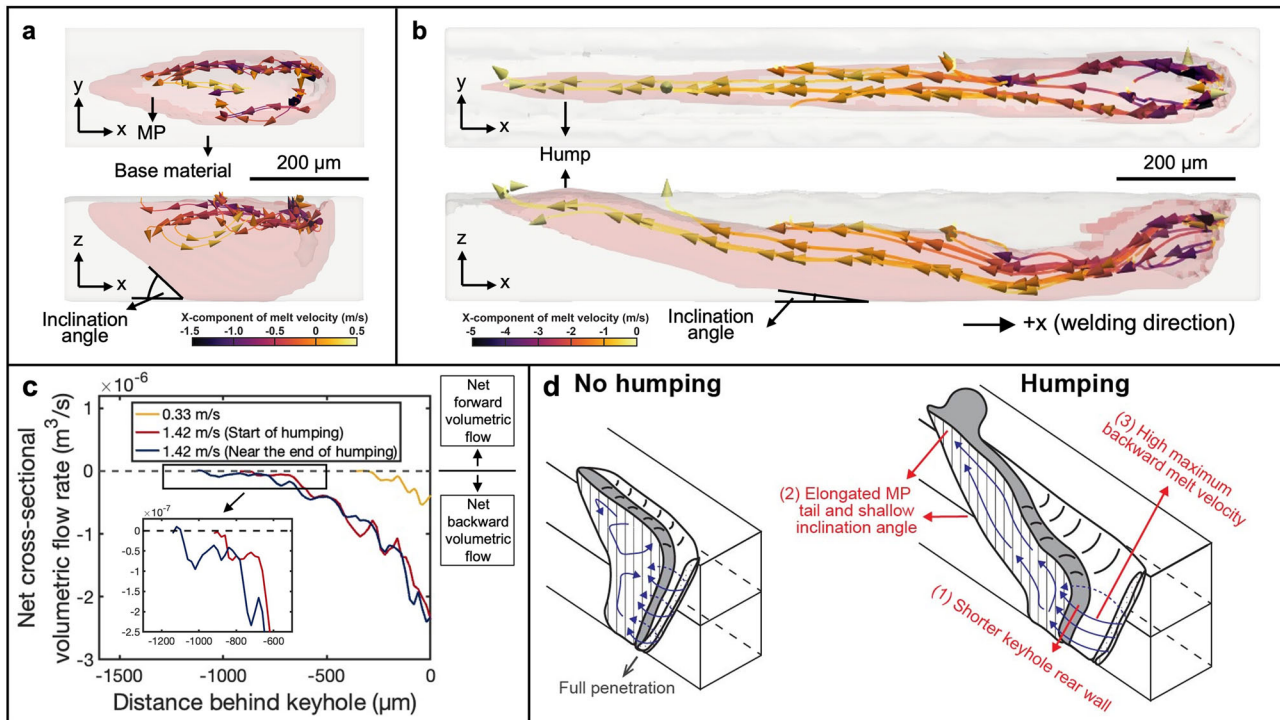 a
y
x
MP
Base material
200 µm
z
x
Inclination
angle
X-component of melt velocity (m/s)
-1.5 -1.0 -0.5 0 0.5
b
y
x
Hump
200 µm
z
x
X-component of melt velocity (m/s)
-5 -4 -3 -2 -1 0
Inclination
angle
+x (welding direction)
c
×10⁻⁶
Net cross-sectional
volumetric flow rate (m³/s)
1
0
-1
-2
-3
0.33 m/s
1.42 m/s (Start of humping)
1.42 m/s (Near the end of humping)
×10⁻⁷
0
-0.5
-1
-1.5
-2
-2.5
-1200 -1000 -800 -600
-1500 -1000 -500 0
Distance behind keyhole (µm)
Net
forward
volumetric
flow
Net
backward
volumetric
flow
d
No humping
Full penetration
Humping
(3) High maximum
backward melt velocity
(2) Elongated MP
tail and shallow
inclination angle
(1) Shorter keyhole
rear wall